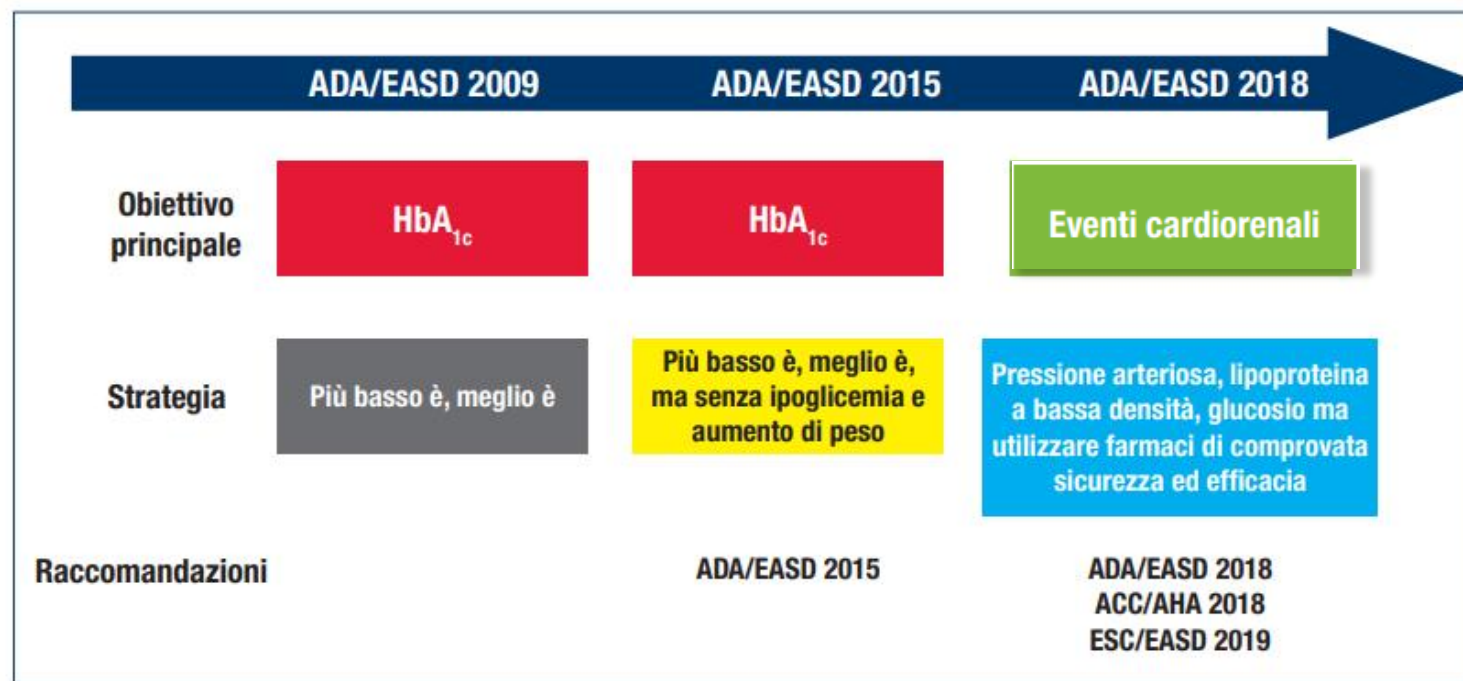 ADA/EASD 2009 ADA/EASD 2015 ADA/EASD 2018
Obiettivo
principale
HbA1c
HbA1c
Eventi cardiorenali
Strategia
Più basso è, meglio è
Più basso è, meglio è,
ma senza ipoglicemia e
aumento di peso
Pressione arteriosa, lipoproteina
a bassa densità, glucosio ma
utilizzare farmaci di comprovata
sicurezza ed efficacia
Raccomandazioni
ADA/EASD 2015
ADA/EASD 2018
ACC/AHA 2018
ESC/EASD 2019